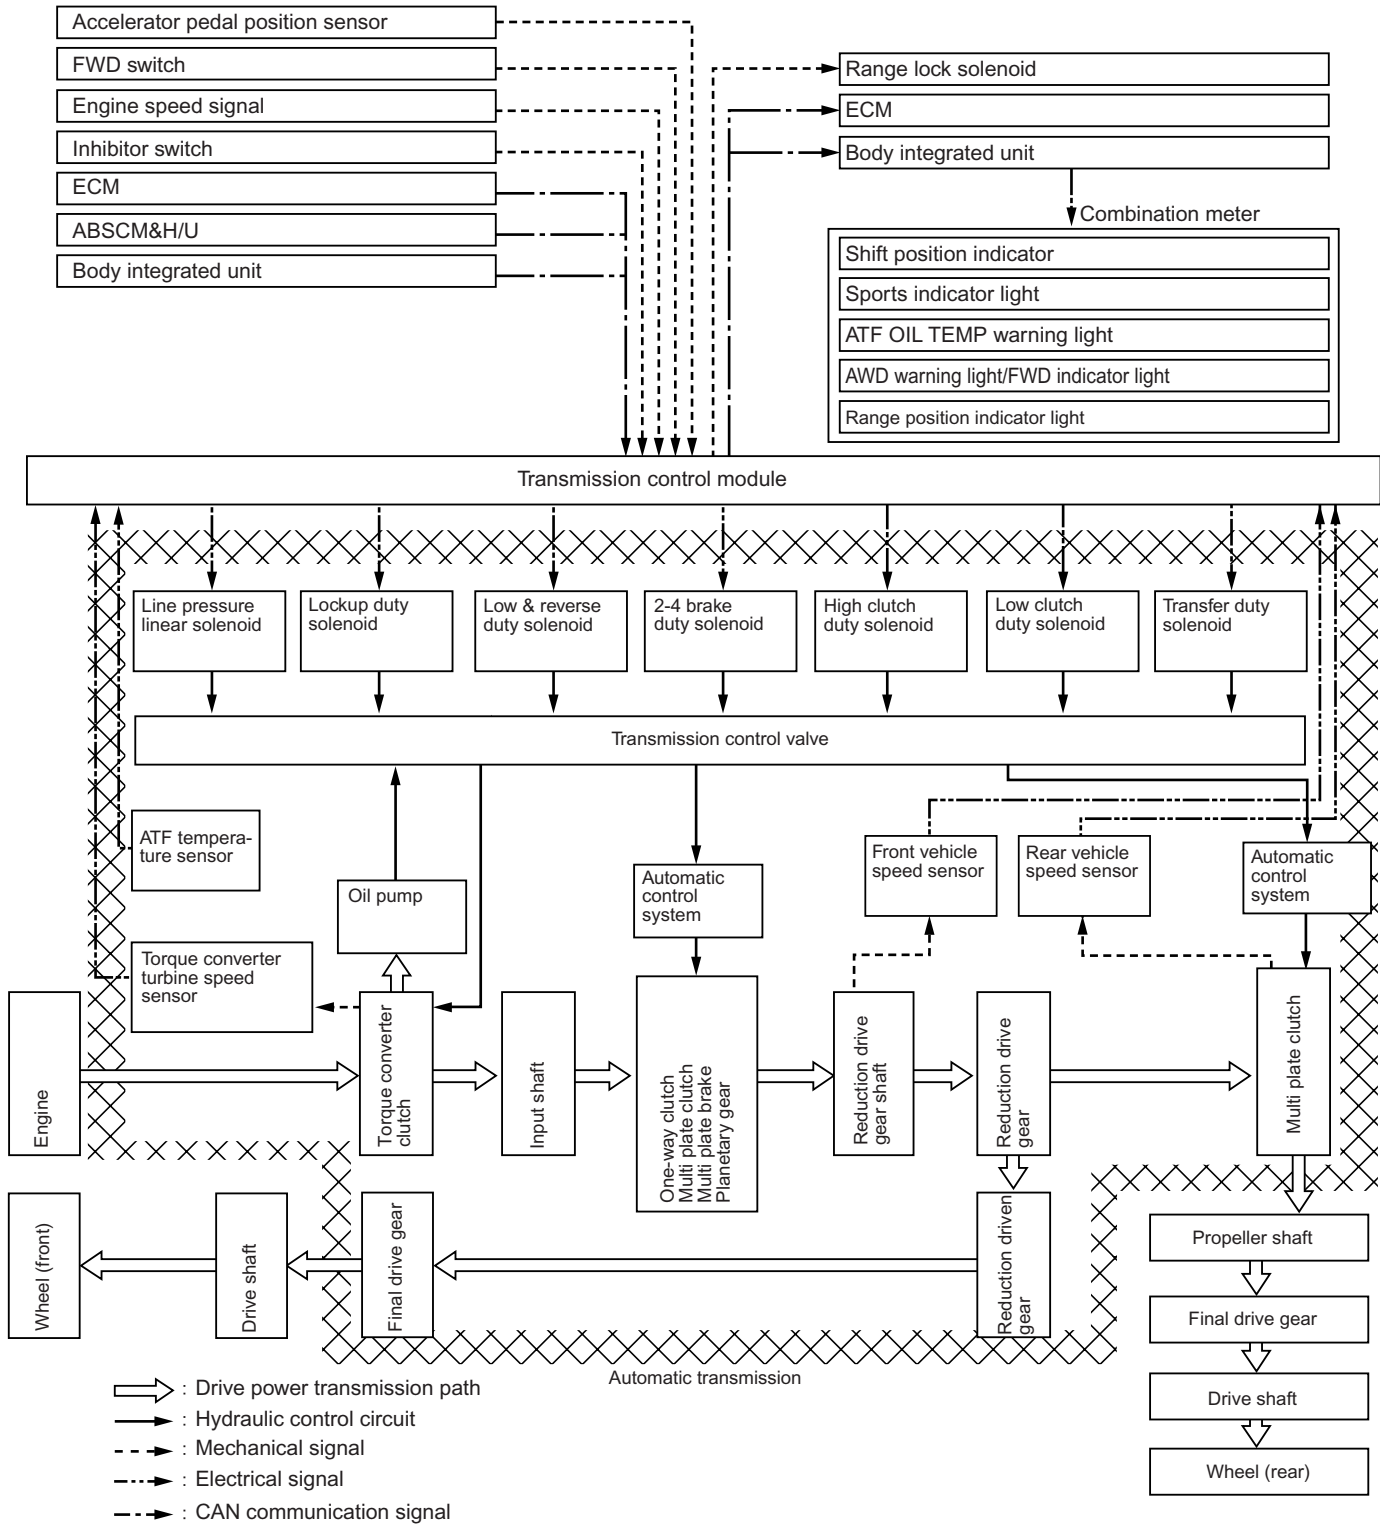 Accelerator pedal position sensor
FWD switch
Engine speed signal
Inhibitor switch
ECM
ABSCM&H/U
Body integrated unit
Range lock solenoid
ECM
Body integrated unit
Combination meter
Shift position indicator
Sports indicator light
ATF OIL TEMP warning light
AWD warning light/FWD indicator light
Range position indicator light
Transmission control module
Line pressure
linear solenoid
Lockup duty
solenoid
Low & reverse
duty solenoid
2-4 brake
duty solenoid
High clutch
duty solenoid
Low clutch
duty solenoid
Transfer duty
solenoid
Transmission control valve
ATF tempera-
ture sensor
Oil pump
Automatic
control
system
Front vehicle
speed sensor
Rear vehicle
speed sensor
Automatic
control
system
Torque converter
turbine speed
sensor
Engine
Torque converter
clutch
Input shaft
One-way clutch
Multi plate clutch
Multi plate brake
Planetary gear
Reduction drive
gear shaft
Reduction drive
gear
Multi plate clutch
Wheel (front)
Drive shaft
Final drive gear
Reduction driven
gear
Propeller shaft
Final drive gear
Drive shaft
Wheel (rear)
Automatic transmission
: Drive power transmission path
: Hydraulic control circuit
: Mechanical signal
: Electrical signal
: CAN communication signal